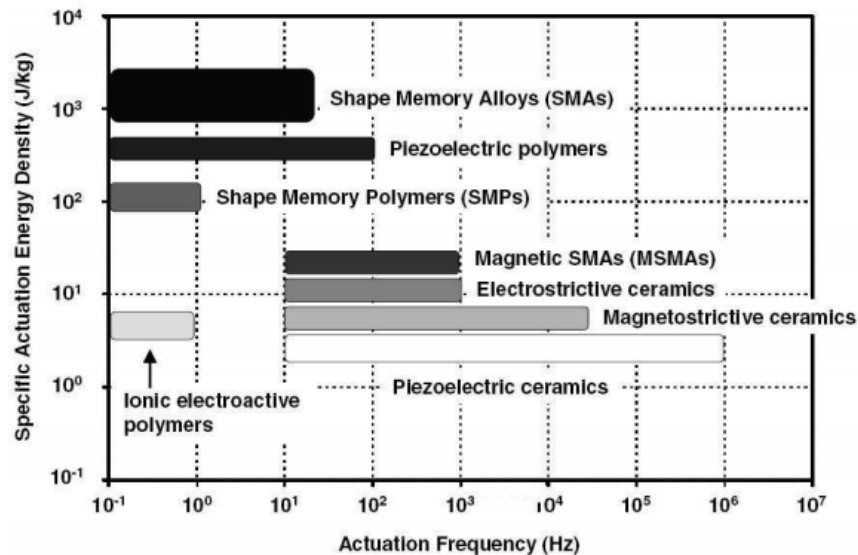 Specific Actuation Energy Density (J/kg)
10⁴
10³
10²
10¹
10⁰
10⁻¹
Shape Memory Alloys (SMAs)
Piezoelectric polymers
Shape Memory Polymers (SMPs)
Magnetic SMAs (MSMAs)
Electrostrictive ceramics
Magnetostrictive ceramics
Piezoelectric ceramics
Ionic electroactive
polymers
10⁻¹ 10⁰ 10¹ 10² 10³ 10⁴ 10⁵ 10⁶ 10⁷
Actuation Frequency (Hz)